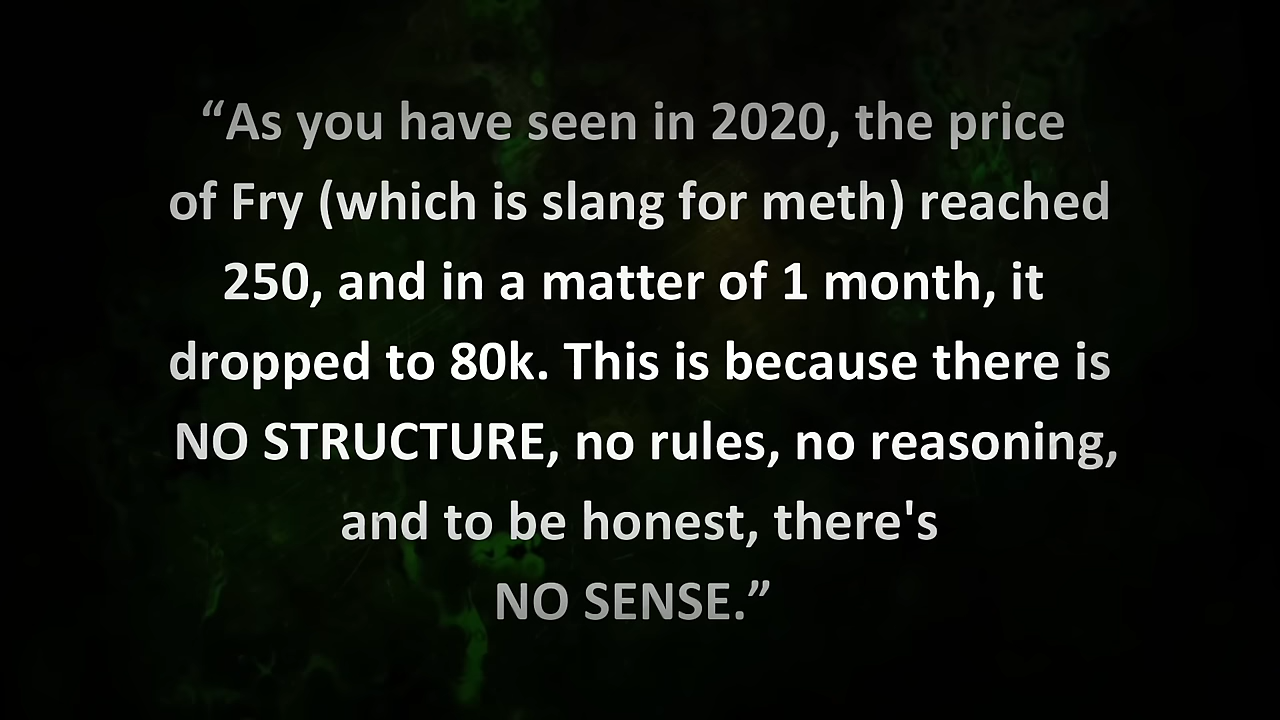 “As you have seen in 2020, the price
of Fry (which is slang for meth) reached
250, and in a matter of 1 month, it
dropped to 80k. This is because there is
NO STRUCTURE, no rules, no reasoning,
and to be honest, there's
NO SENSE.”